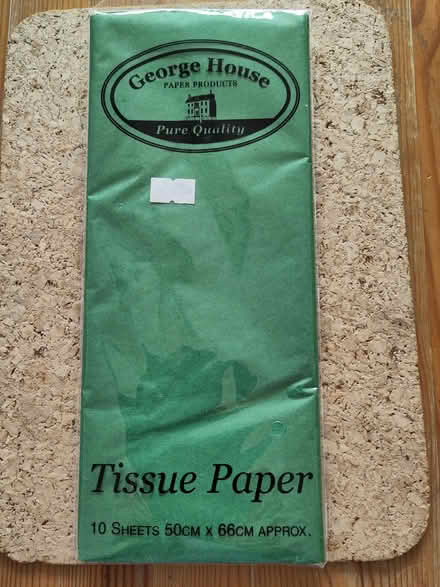 George House
PAPER PRODUCTS
Pure Quality
Tissue Paper
10 SHEETS 50CM X 66CM APPROX.